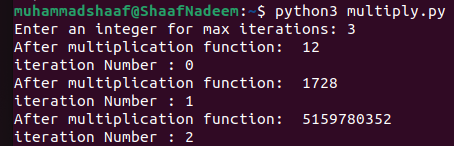 muhammadshaaf@ShaafNadeem:~$ python3 multiply.py
Enter an integer for max iterations: 3
After multiplication function:  12
iteration Number : 0
After multiplication function:  1728
iteration Number : 1
After multiplication function:  5159780352
iteration Number : 2